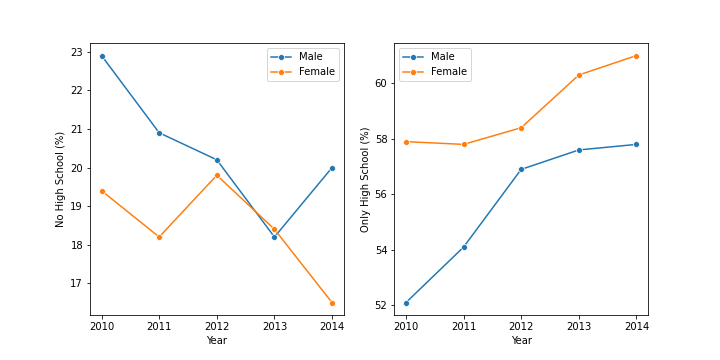 No High School (%)
23
22
21
20
19
18
17
Male
Female
2010 2011 2012 2013 2014
Year
Only High School (%)
60
58
56
54
52
Male
Female
2010 2011 2012 2013 2014
Year